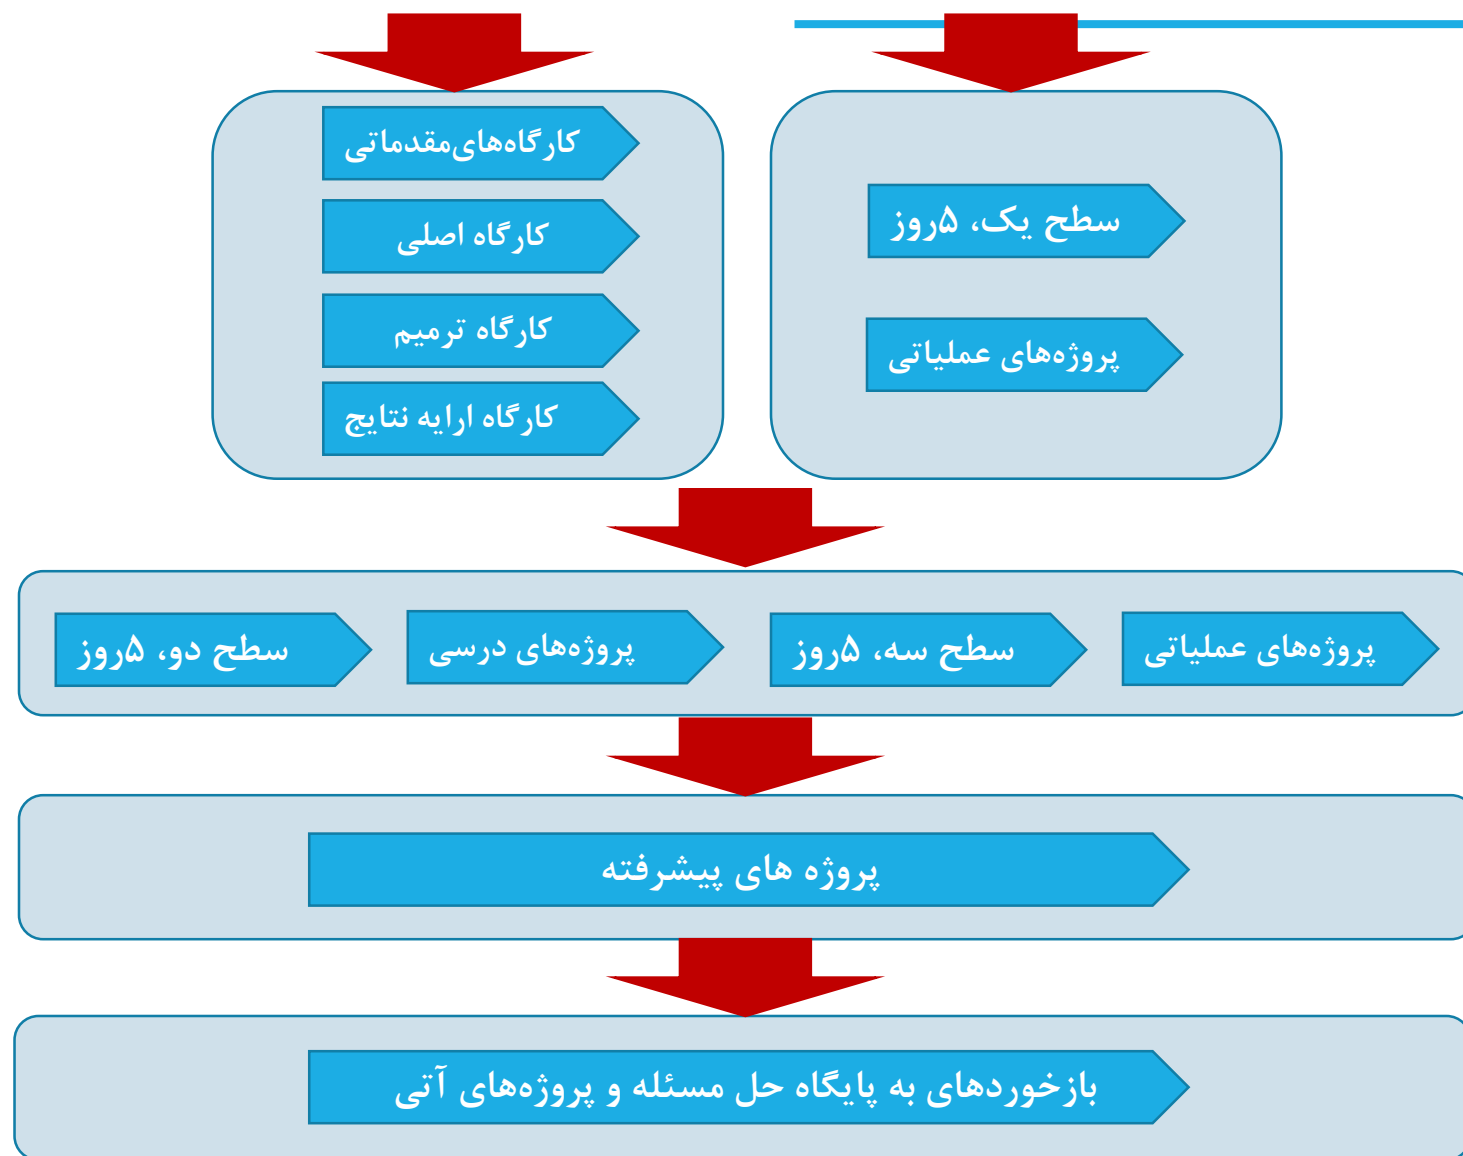 کارگاه‌های‌مقدماتی
کارگاه اصلی
کارگاه ترمیم
کارگاه ارایه نتایج
سطح یک، ۵روز
پروژه‌های عملیاتی
سطح دو، ۵روز
پروژه‌های درسی
سطح سه، ۵روز
پروژه‌های عملیاتی
پروژه های پیشرفته
بازخوردهای به پایگاه حل مسئله و پروژه‌های آتی